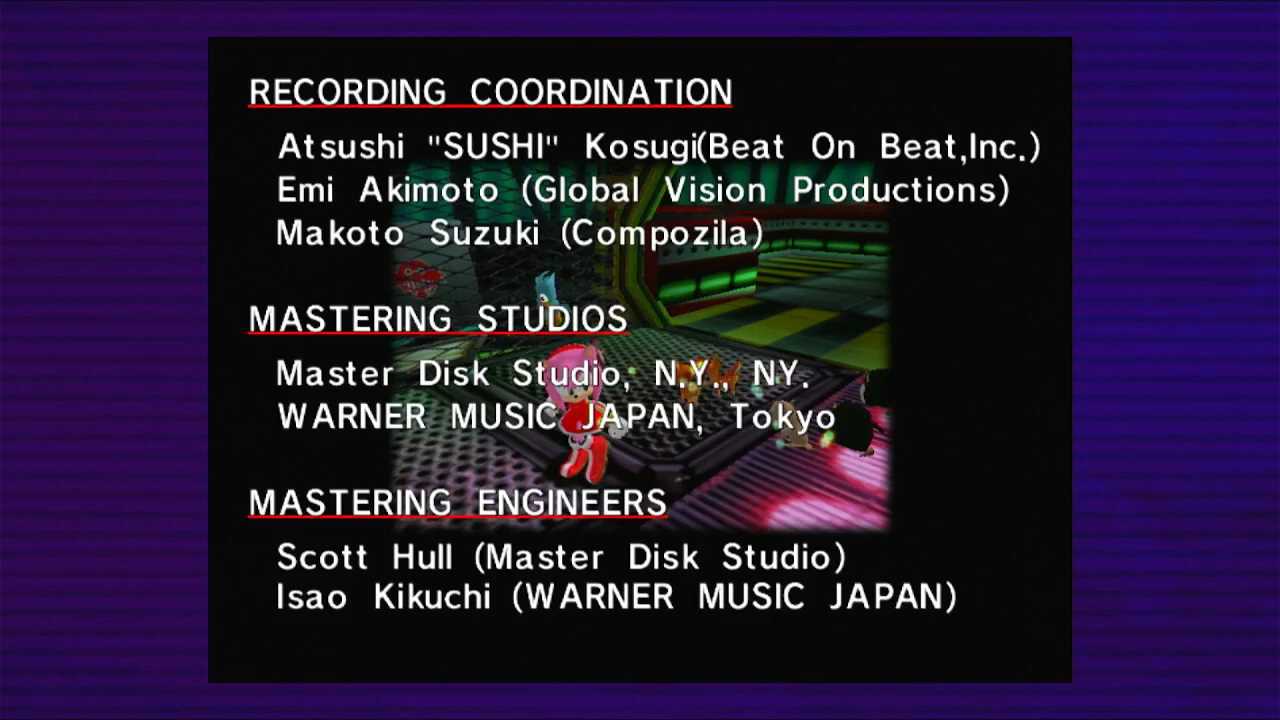 RECORDING COORDINATION
Atsushi "SUSHI" Kosugi(Beat On Beat,Inc.)
Emi Akimoto (Global Vision Productions)
Makoto Suzuki (Compozila)
MASTERING STUDIOS
Master Disk Studio, N.Y., NY.
WARNER MUSIC JAPAN, Tokyo
MASTERING ENGINEERS
Scott Hull (Master Disk Studio)
Isao Kikuchi (WARNER MUSIC JAPAN)